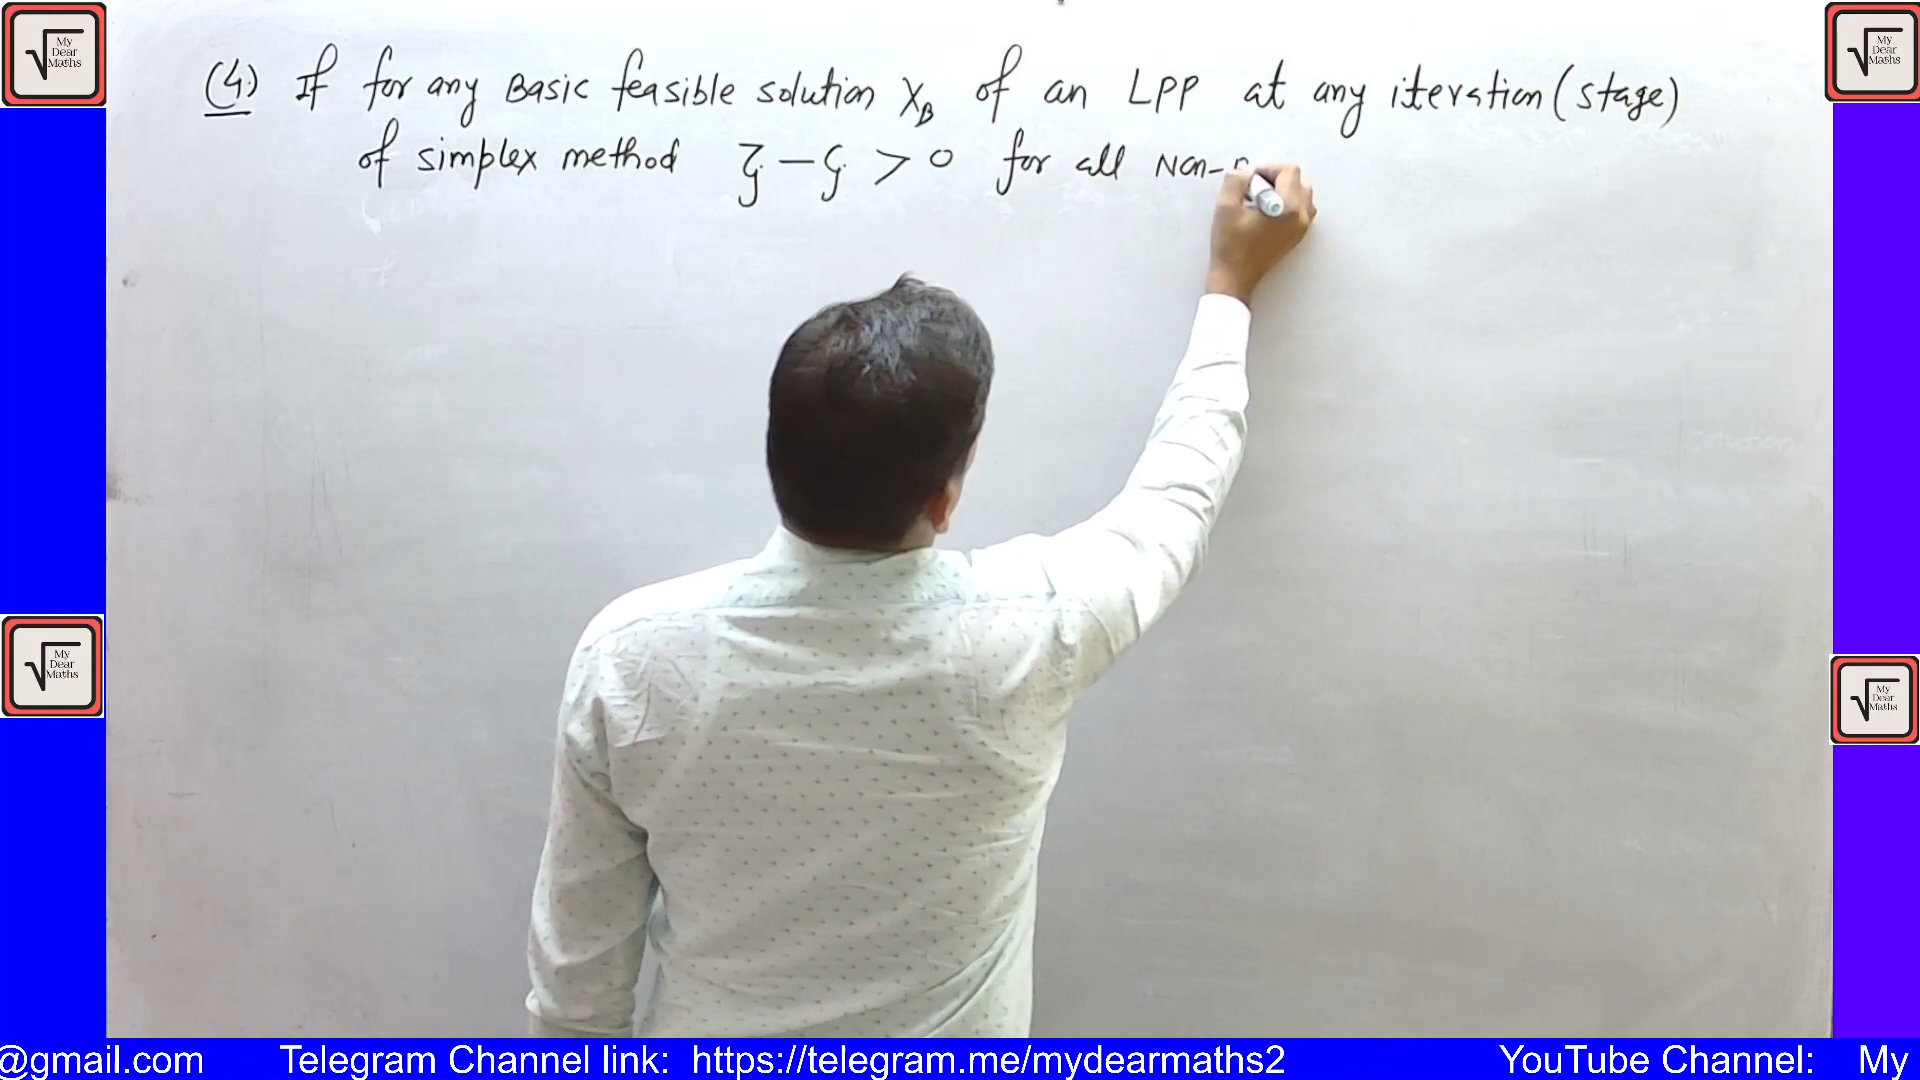 My
Dear
Maths
My
Dear
Maths
(4.) If for any Basic feasible solution X_B of an LPP at any iteration (stage)
of simplex method Zj - Cj > 0 for all Non-
My
Dear
Maths
My
Dear
Maths
@gmail.com Telegram Channel link: https://telegram.me/mydearmaths2 YouTube Channel: My